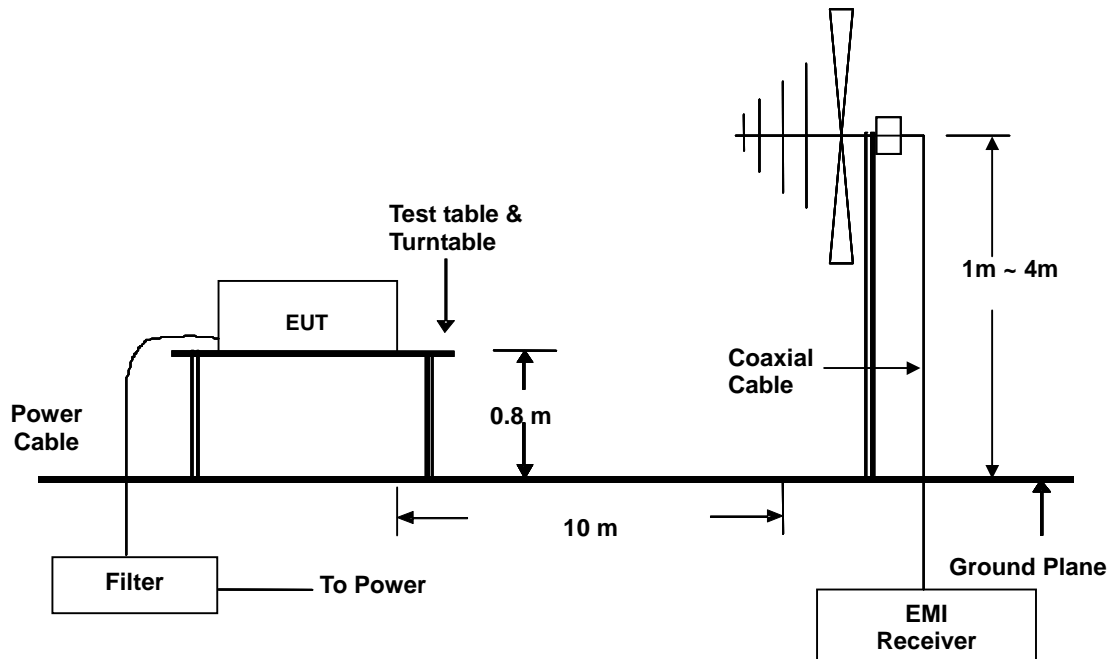 Test table &
Turntable
EUT
1m ~ 4m
Coaxial
Cable
0.8 m
Power
Cable
10 m
Filter
To Power
Ground Plane
EMI
Receiver